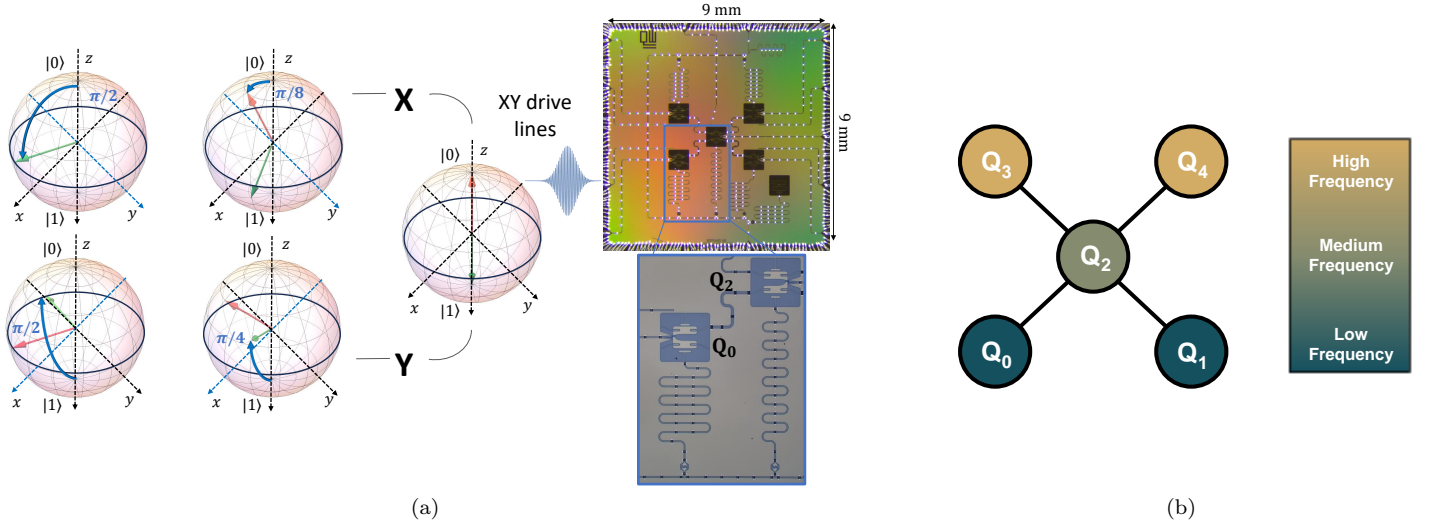 9 mm
9 mm
|0⟩ z
π/2
x |1⟩ y
|0⟩ z
π/8
x |1⟩ y
X
XY drive
lines
|0⟩ z
x |1⟩ y
|0⟩ z
π/2
x |1⟩ y
|0⟩ z
π/4
x |1⟩ y
Y
Q₂
Q₀
(a)
Q₃
Q₄
Q₂
Q₀
Q₁
High
Frequency
Medium
Frequency
Low
Frequency
(b)